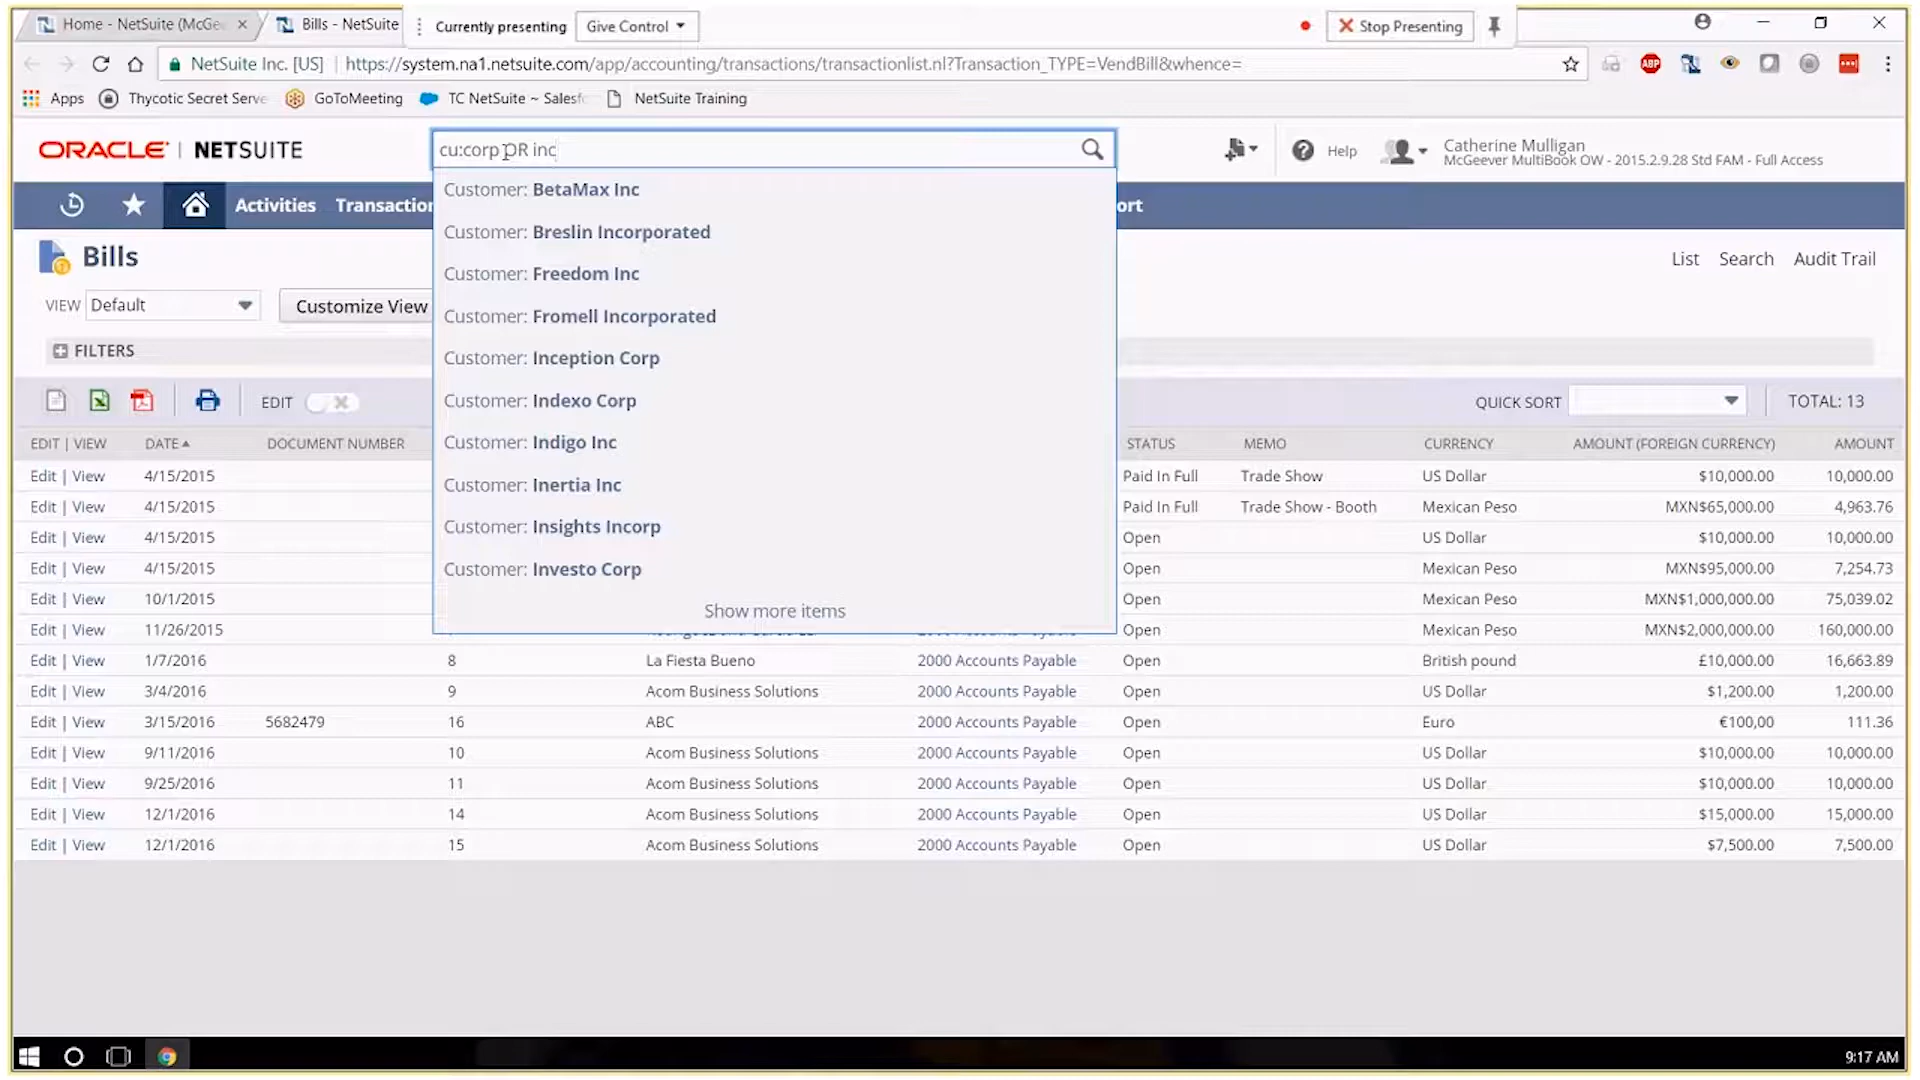 Home - NetSuite (McGee
Bills - NetSuite
Currently presenting
Give Control
Stop Presenting
NetSuite Inc. [US]
https://system.na1.netsuite.com/app/accounting/transactions/transactionlist.nl?Transaction_TYPE=VendBill&whence=
ABP
Apps
Thycotic Secret Serve
GoToMeeting
TC NetSuite ~ Salesfo
NetSuite Training
ORACLE | NETSUITE
cu:corp OR inc
Help
Catherine Mulligan
McGeever MultiBook OW - 2015.2.9.28 Std FAM - Full Access
Activities
Transaction
ort
Customer: BetaMax Inc
Customer: Breslin Incorporated
Customer: Freedom Inc
Customer: Fromell Incorporated
Customer: Inception Corp
Customer: Indexo Corp
Customer: Indigo Inc
Customer: Inertia Inc
Customer: Insights Incorp
Customer: Investo Corp
Show more items
Bills
List
Search
Audit Trail
VIEW
Default
Customize View
FILTERS
EDIT
QUICK SORT
TOTAL: 13
EDIT | VIEW DATE DOCUMENT NUMBER STATUS MEMO CURRENCY AMOUNT (FOREIGN CURRENCY) AMOUNT
Edit | View 4/15/2015 Paid In Full Trade Show US Dollar $10,000.00 10,000.00
Edit | View 4/15/2015 Paid In Full Trade Show - Booth Mexican Peso MXN$65,000.00 4,963.76
Edit | View 4/15/2015 Open US Dollar $10,000.00 10,000.00
Edit | View 4/15/2015 Open Mexican Peso MXN$95,000.00 7,254.73
Edit | View 10/1/2015 Open Mexican Peso MXN$1,000,000.00 75,039.02
Edit | View 11/26/2015 Open Mexican Peso MXN$2,000,000.00 160,000.00
Edit | View 1/7/2016 8 La Fiesta Bueno 2000 Accounts Payable Open British pound £10,000.00 16,663.89
Edit | View 3/4/2016 9 Acom Business Solutions 2000 Accounts Payable Open US Dollar $1,200.00 1,200.00
Edit | View 3/15/2016 5682479 16 ABC 2000 Accounts Payable Open Euro €100,00 111.36
Edit | View 9/11/2016 10 Acom Business Solutions 2000 Accounts Payable Open US Dollar $10,000.00 10,000.00
Edit | View 9/25/2016 11 Acom Business Solutions 2000 Accounts Payable Open US Dollar $10,000.00 10,000.00
Edit | View 12/1/2016 14 Acom Business Solutions 2000 Accounts Payable Open US Dollar $15,000.00 15,000.00
Edit | View 12/1/2016 15 Acom Business Solutions 2000 Accounts Payable Open US Dollar $7,500.00 7,500.00
9:17 AM